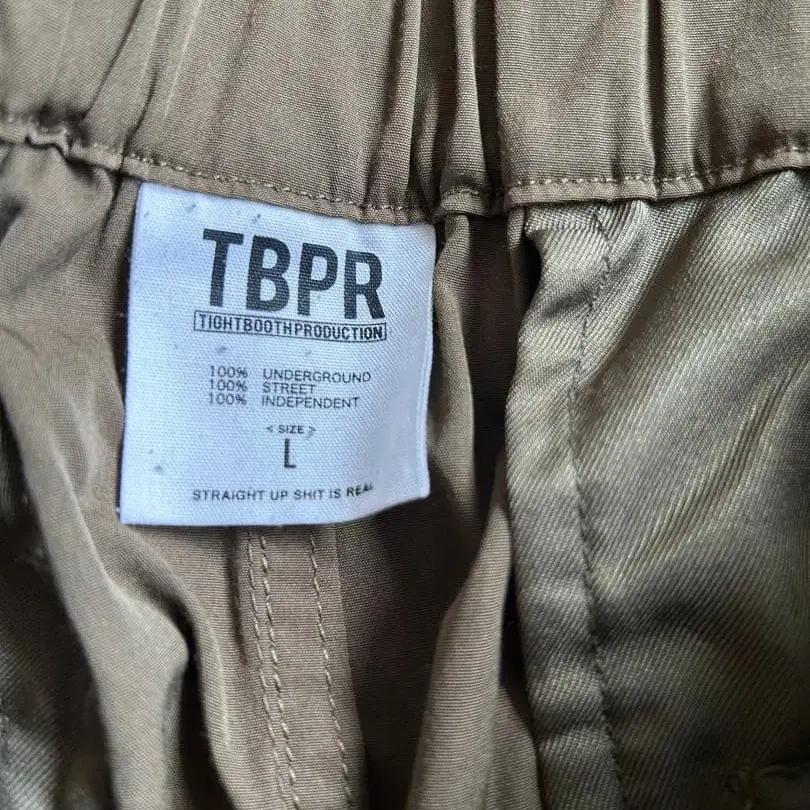 TBPR
TIGHTBOOTHPRODUCTION
100% UNDERGROUND
100% STREET
100% INDEPENDENT
< SIZE >
L
STRAIGHT UP SHIT IS REAL